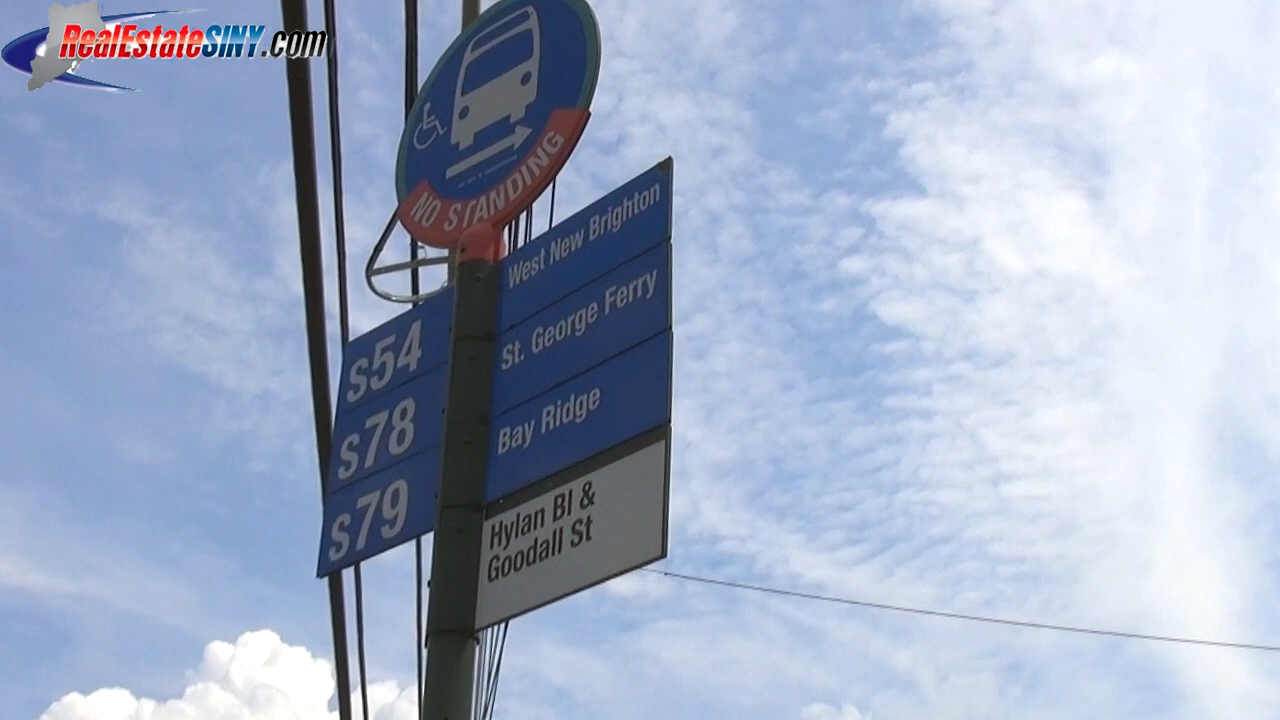 RealEstateSINY.com
NO STANDING
West New Brighton
St. George Ferry
Bay Ridge
S54
S78
S79
Hylan Bl &
Goodall St